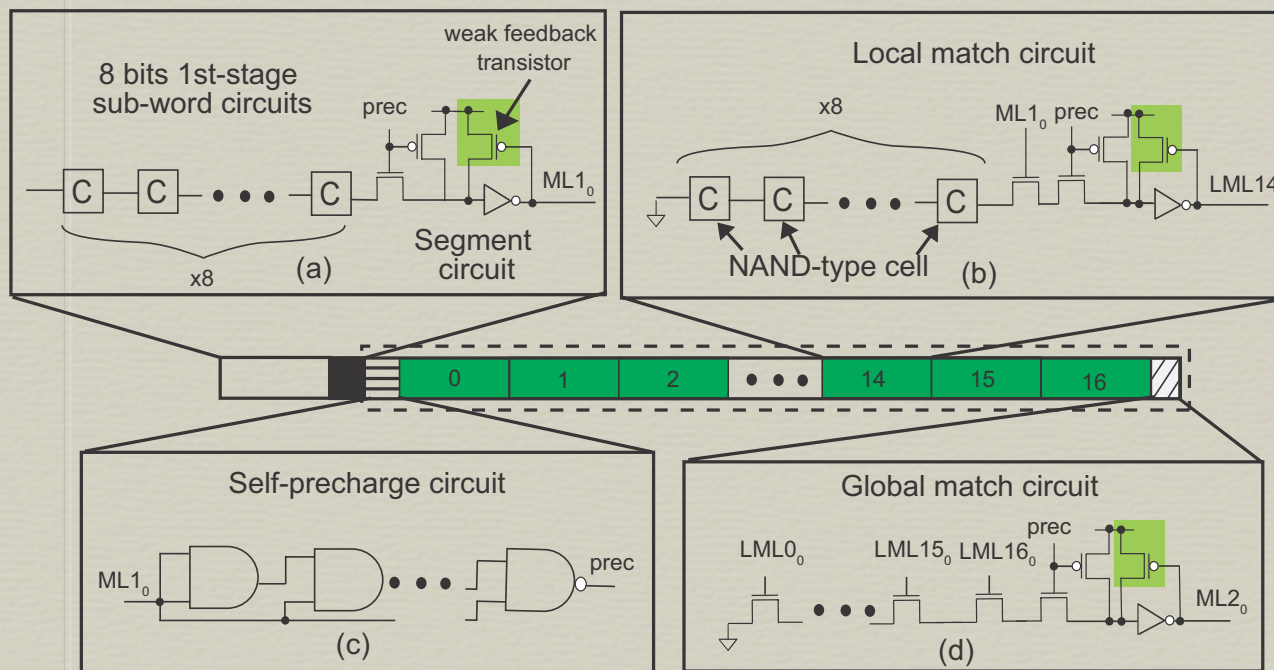 8 bits 1st-stage
sub-word circuits
weak feedback
transistor
prec
C
C
C
ML1₀
x8
(a)
Segment
circuit
Local match circuit
x8
ML1₀
prec
C
C
C
LML14
NAND-type cell
(b)
0
1
2
14
15
16
Self-precharge circuit
ML1₀
prec
(c)
Global match circuit
prec
LML0₀
LML15₀
LML16₀
ML2₀
(d)